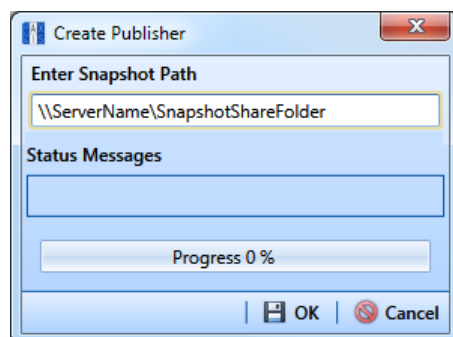 Create Publisher
Enter Snapshot Path
\\ServerName\SnapshotShareFolder
Status Messages
Progress 0 %
OK Cancel